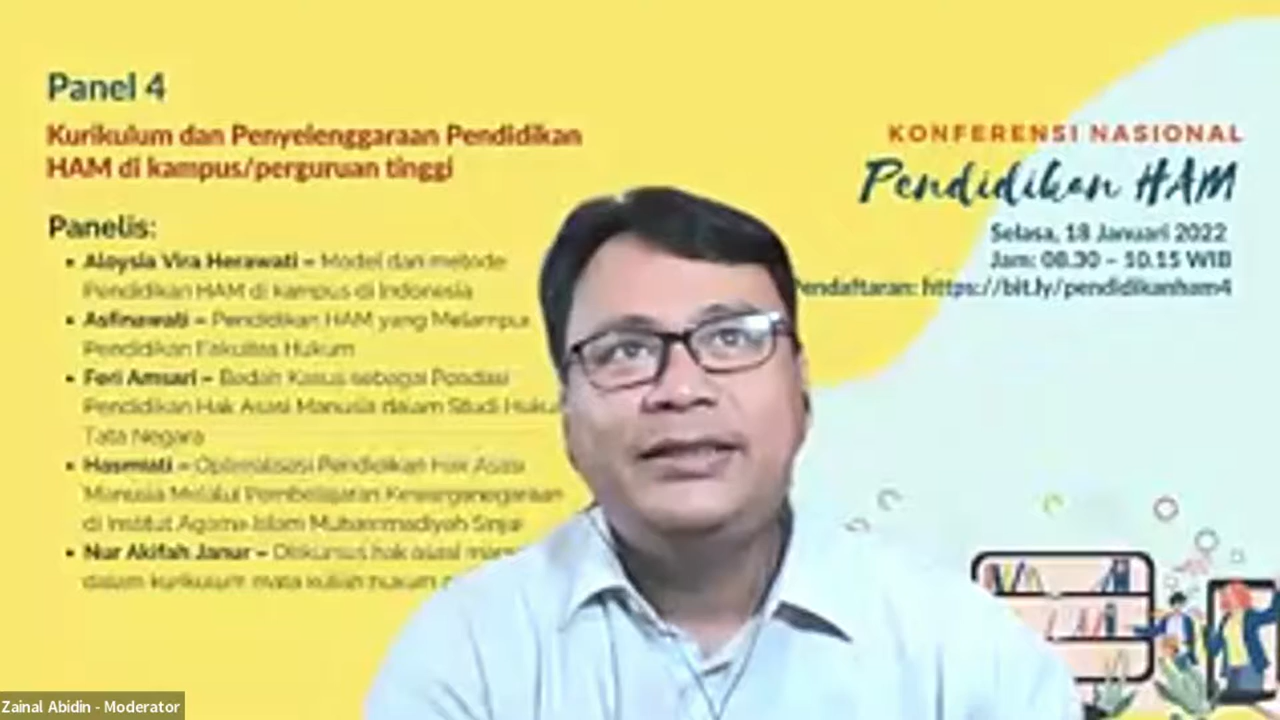 Panel 4
Kurikulum dan Penyelenggaraan Pendidikan
HAM di kampus/perguruan tinggi
Panelis:
• Aloysia Vira Herawati – Model dan metode
Pendidikan HAM di kampus di Indonesia
• Asfinawati – Pendidikan HAM yang Melampui
Pendidikan Fakultas Hukum
• Feri Amsari – Bedah Kasus sebagai Pondasi
Pendidikan Hak Asasi Manusia dalam Studi
Tata Negara
• Hasmiati – Optimalisasi Pendidikan Hak Asasi
Manusia Melalui Pembelajaran Kewarganegaraan
di Institut Agama Islam Muhammadiyah Sinjai
• Nur Akifah Janur – Diskursus hak asasi
dalam kurikulum mata kuliah hukum
KONFERENSI NASIONAL
Pendidikan HAM
Selasa, 18 Januari 2022
Jam: 08.30 – 10.15 WIB
Pendaftaran: https://bit.ly/pendidikanham4
Zainal Abidin - Moderator